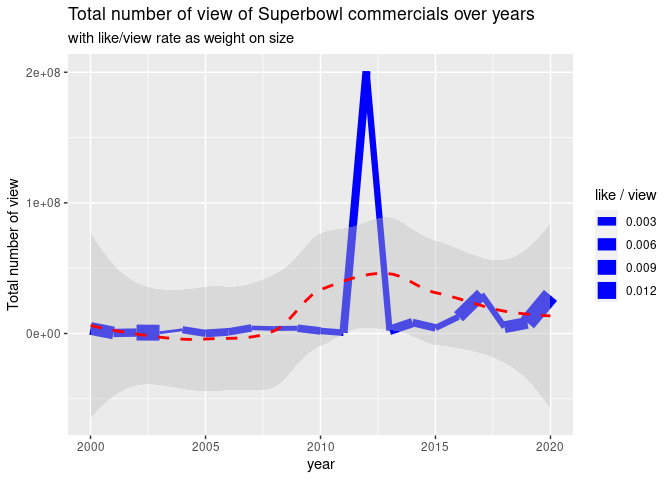 Total number of view of Superbowl commercials over years
with like/view rate as weight on size
2e+08
1e+08
0e+00
Total number of view
2000
2005
2010
2015
2020
year
like / view
0.003
0.006
0.009
0.012